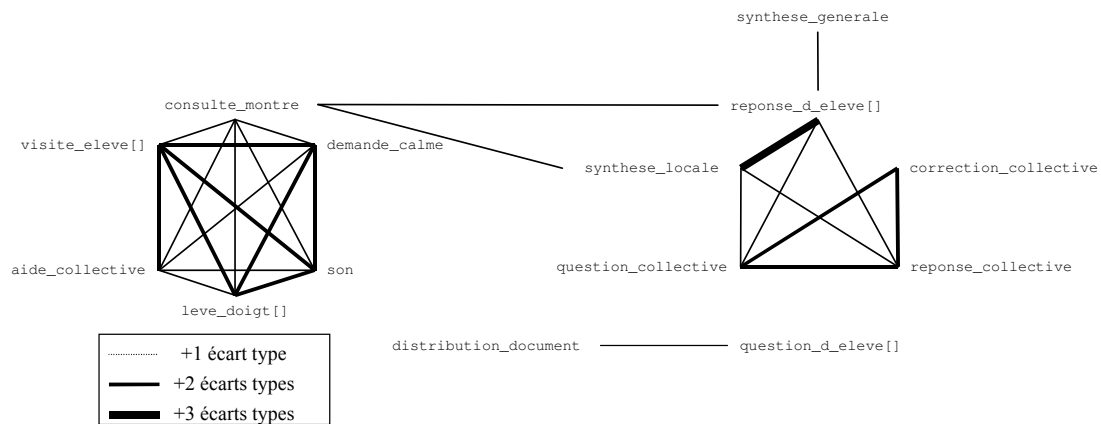 synthese_generale
consulte_montre
reponse_d_eleve[]
visite_eleve[]
demande_calme
synthese_locale
correction_collective
aide_collective
son
question_collective
reponse_collective
leve_doigt[]
distribution_document
question_d_eleve[]
+1 écart type
+2 écarts types
+3 écarts types